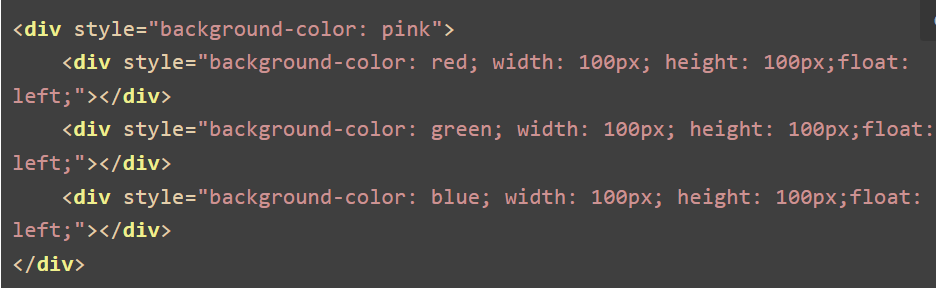 <div style="background-color: pink">
    <div style="background-color: red; width: 100px; height: 100px;float:
left;"></div>
    <div style="background-color: green; width: 100px; height: 100px;float:
left;"></div>
    <div style="background-color: blue; width: 100px; height: 100px;float:
left;"></div>
</div>